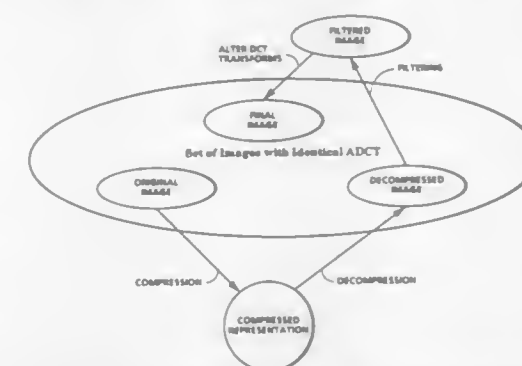 FILTERED
IMAGE
ALTER DCT
TRANSFORMS
FILTERING
FINAL
IMAGE
Set of Images with Identical ADCT
ORIGINAL
IMAGE
DECOMPRESSED
IMAGE
COMPRESSION
DECOMPRESSION
COMPRESSED
REPRESENTATION